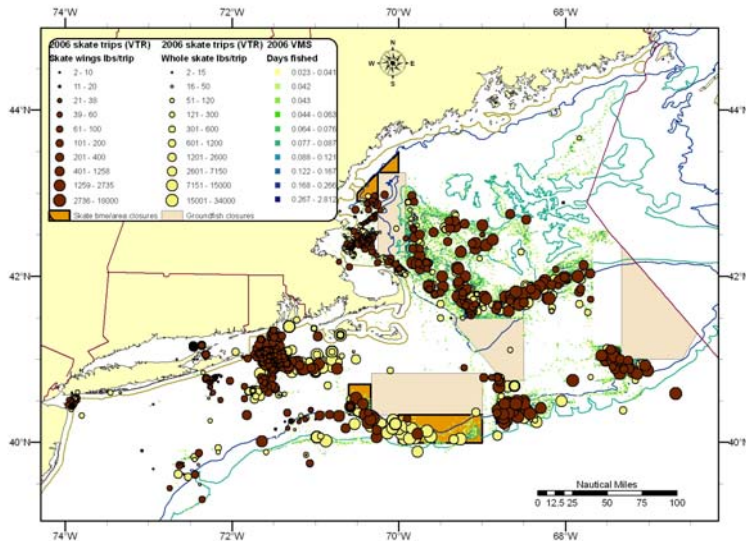 74°W 72°W 70°W 68°W
2006 skate trips (VTR) 2006 skate trips (VTR) 2006 VMS
Skate wings lbs/trip Whole skate lbs/trip Days fished
2 - 10 2 - 15 0.023 - 0.041
11 - 20 16 - 50 0.042
21 - 38 51 - 120 0.043
39 - 60 121 - 300 0.044 - 0.063
61 - 100 301 - 600 0.064 - 0.076
101 - 200 601 - 1200 0.077 - 0.087
201 - 400 1201 - 2600 0.088 - 0.121
401 - 1258 2601 - 7150 0.122 - 0.167
1259 - 2735 7151 - 15000 0.168 - 0.266
2736 - 18000 15001 - 34000 0.267 - 2.812
Skate time/area closures Groundfish closures
N
W E
S
44°N 44°N
42°N 42°N
40°N 40°N
Nautical Miles
0 12.5 25 50 75 100
74°W 72°W 70°W 68°W